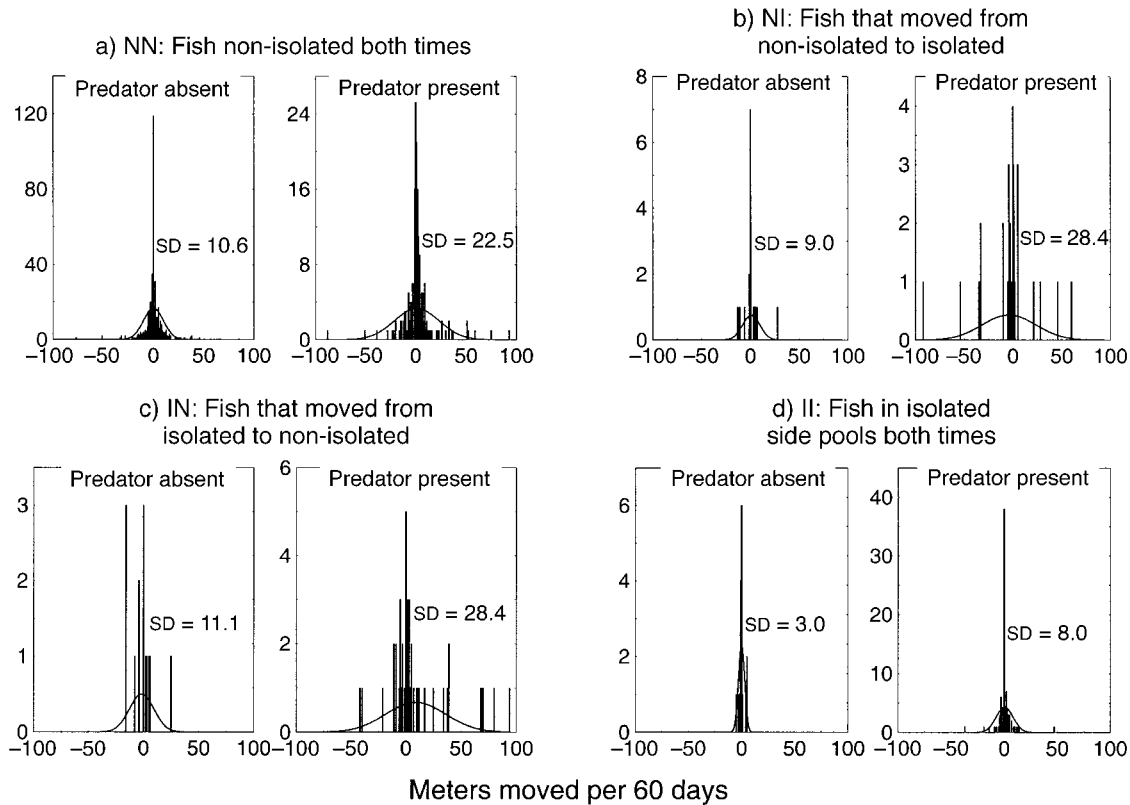 a) NN: Fish non-isolated both times
Predator absent
120
80
40
0
SD = 10.6
−100 −50 0 50 100
Predator present
24
16
8
0
SD = 22.5
−100 −50 0 50 100
b) NI: Fish that moved from
non-isolated to isolated
Predator absent
8
6
4
2
0
SD = 9.0
−100 −50 0 50 100
Predator present
4
3
2
1
0
SD = 28.4
−100 −50 0 50 100
c) IN: Fish that moved from
isolated to non-isolated
Predator absent
3
2
1
0
SD = 11.1
−100 −50 0 50 100
Predator present
6
4
2
0
SD = 28.4
−100 −50 0 50 100
d) II: Fish in isolated
side pools both times
Predator absent
6
4
2
0
SD = 3.0
−100 −50 0 50 100
Predator present
40
30
20
10
0
SD = 8.0
−100 −50 0 50 100
Meters moved per 60 days